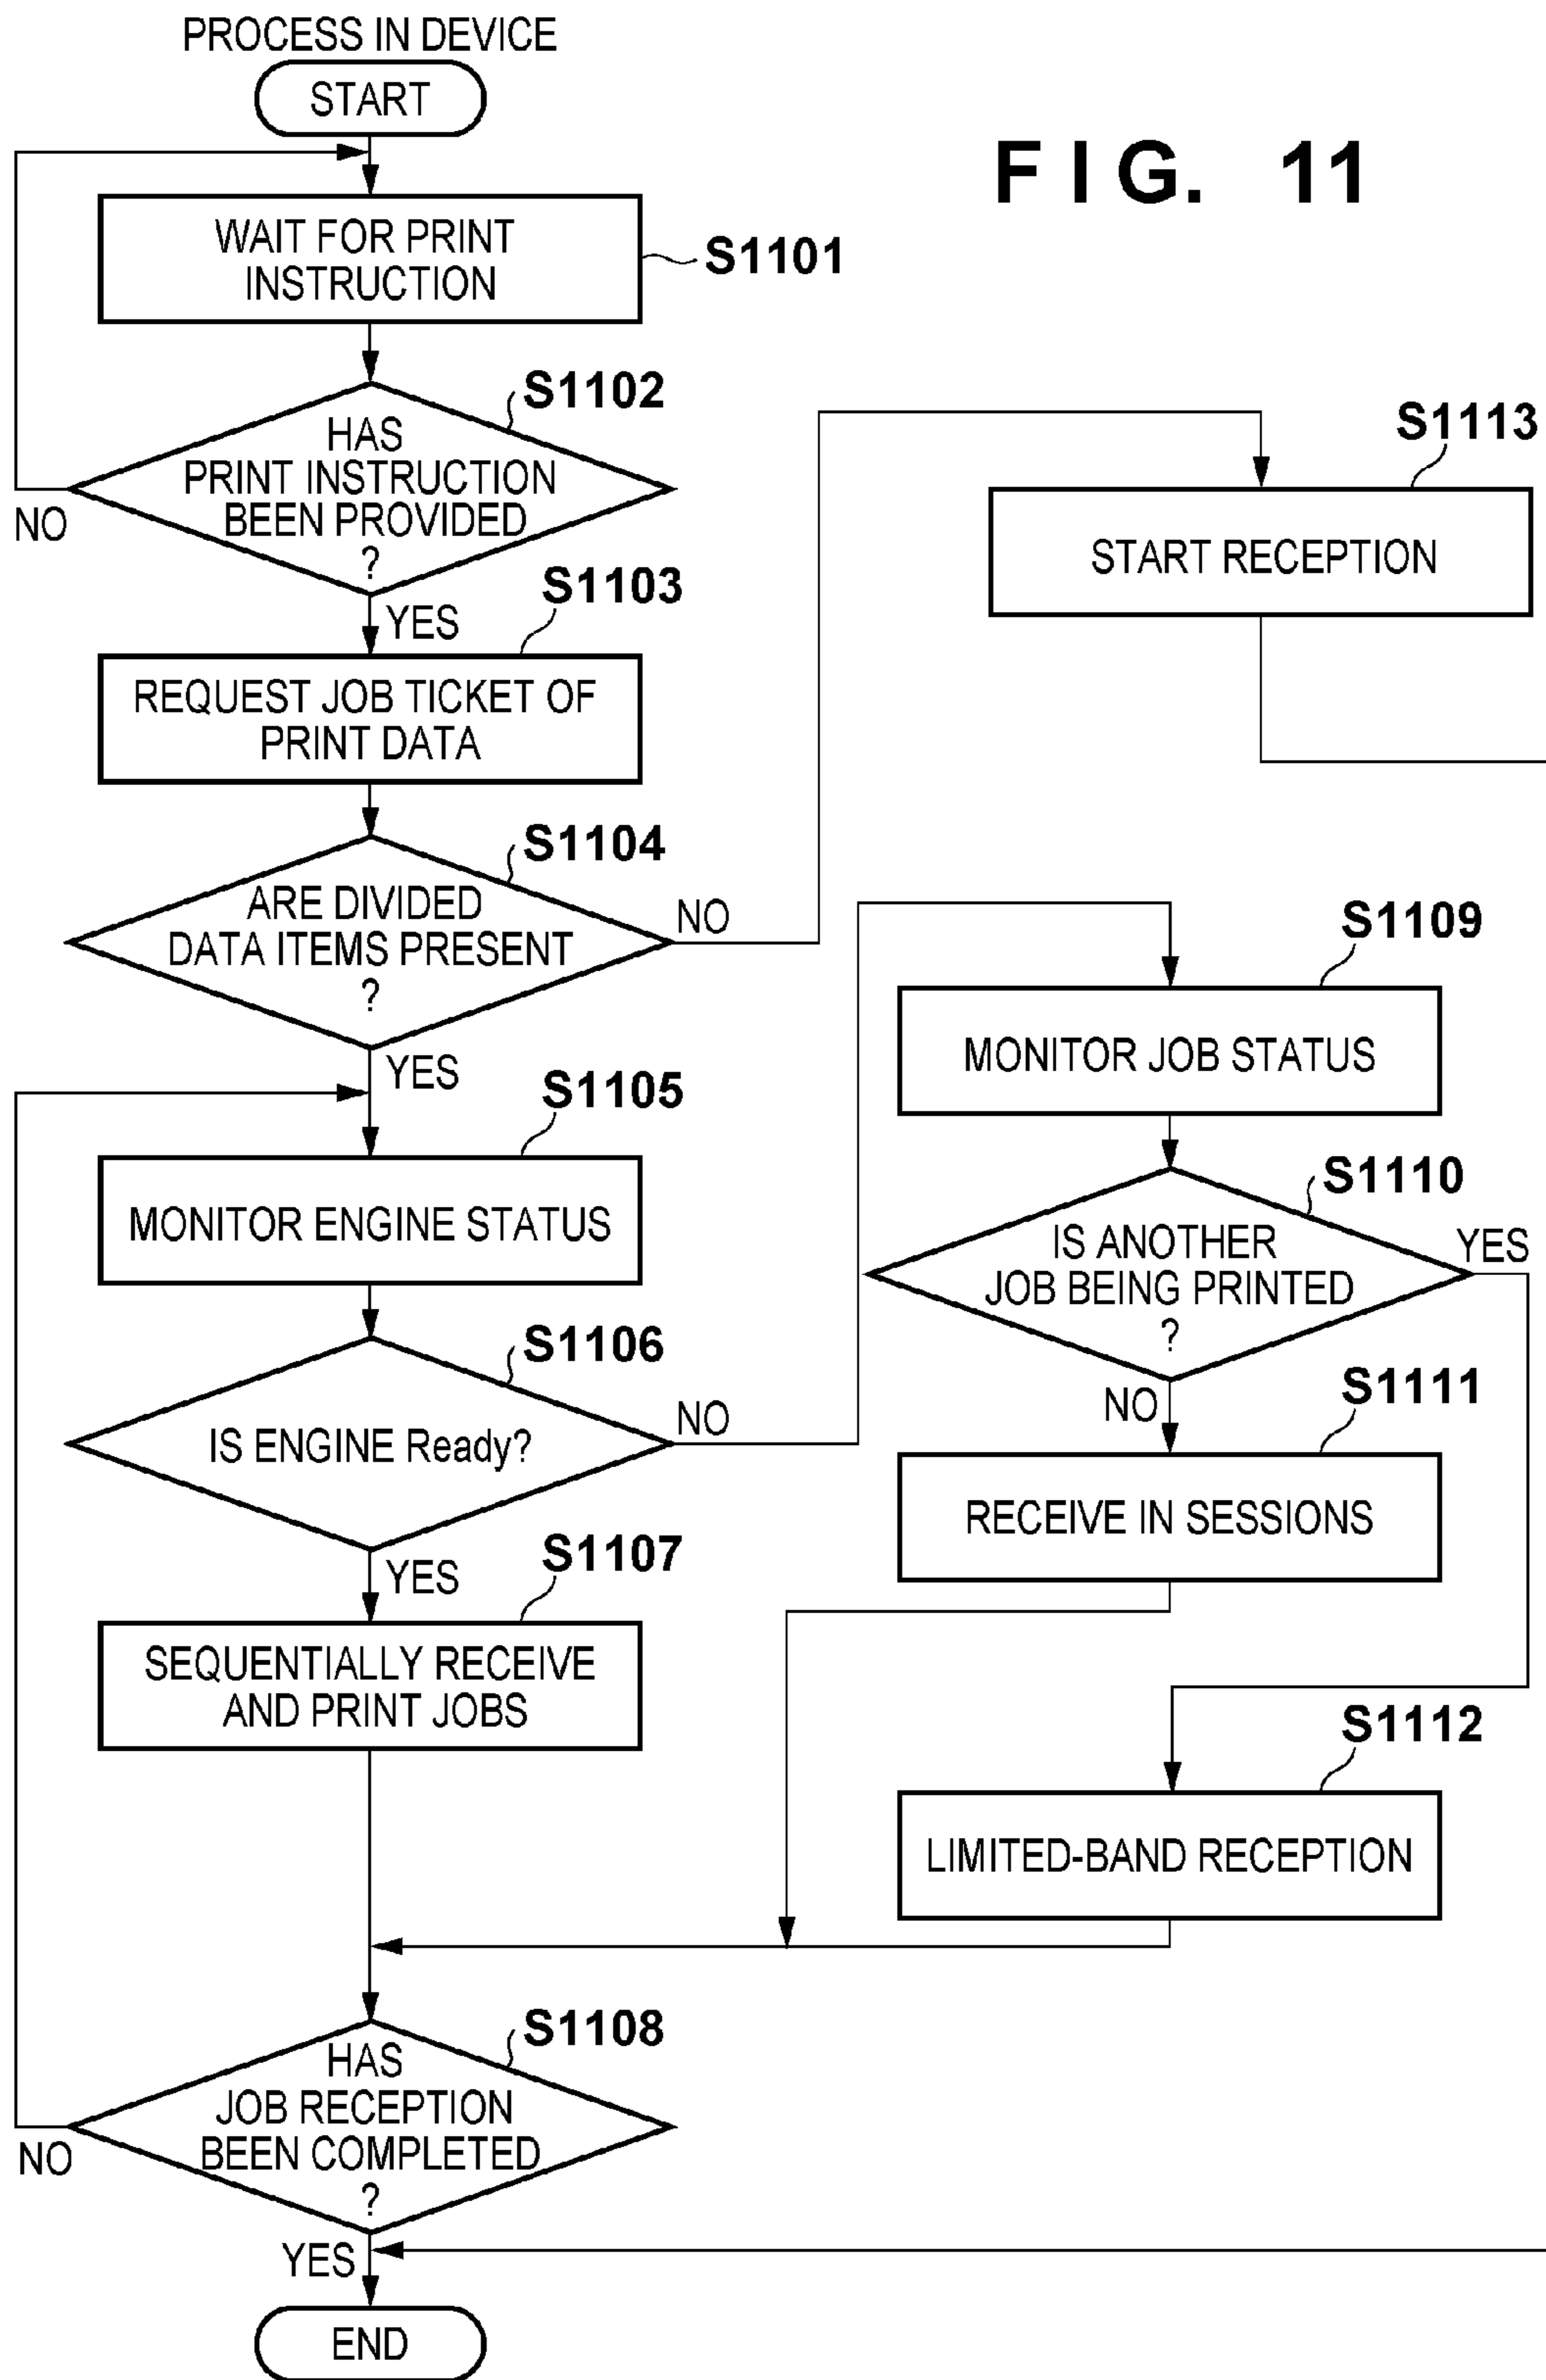 PROCESS IN DEVICE
START
FIG. 11
WAIT FOR PRINT
INSTRUCTION
S1101
S1102
HAS
PRINT INSTRUCTION
BEEN PROVIDED
?
NO
YES
S1103
REQUEST JOB TICKET OF
PRINT DATA
S1104
ARE DIVIDED
DATA ITEMS PRESENT
?
NO
YES
S1113
START RECEPTION
S1105
MONITOR ENGINE STATUS
S1106
IS ENGINE Ready?
NO
YES
S1107
SEQUENTIALLY RECEIVE
AND PRINT JOBS
S1109
MONITOR JOB STATUS
S1110
IS ANOTHER
JOB BEING PRINTED
?
YES
NO
S1111
RECEIVE IN SESSIONS
S1112
LIMITED-BAND RECEPTION
S1108
HAS
JOB RECEPTION
BEEN COMPLETED
?
NO
YES
END